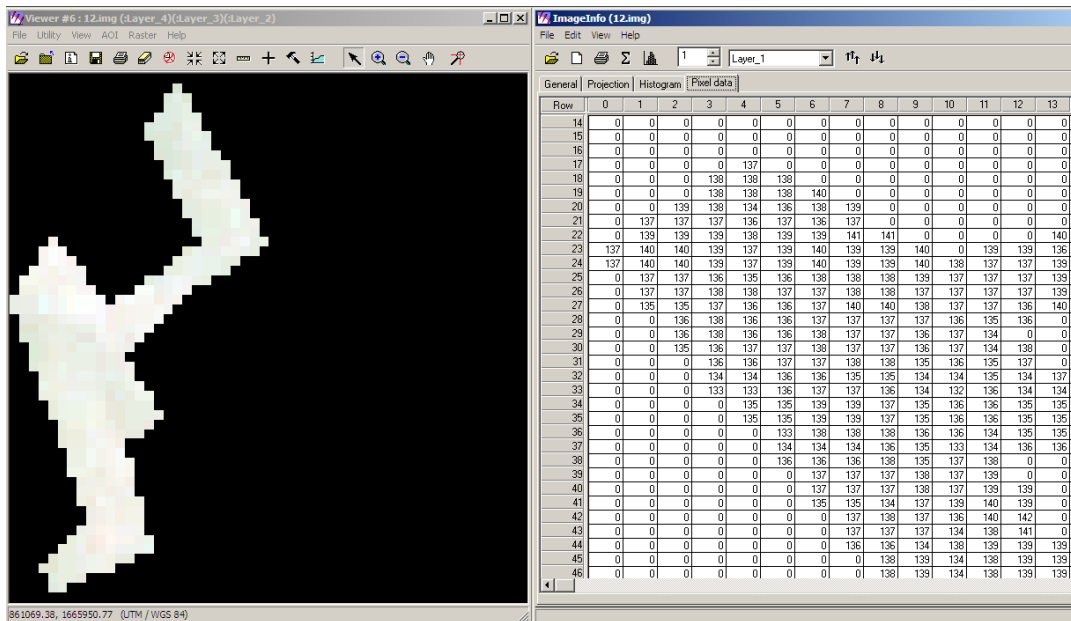 Viewer #6 : 12.img (:Layer_4)(:Layer_3)(:Layer_2)
File Utility View AOI Raster Help
861069.38, 1665950.77 (UTM / WGS 84)
ImageInfo (12.img)
File Edit View Help
1 Layer_1
General Projection Histogram Pixel data
Row 0 1 2 3 4 5 6 7 8 9 10 11 12 13
14 0 0 0 0 0 0 0 0 0 0 0 0 0 0
15 0 0 0 0 0 0 0 0 0 0 0 0 0 0
16 0 0 0 0 0 0 0 0 0 0 0 0 0 0
17 0 0 0 0 137 0 0 0 0 0 0 0 0 0
18 0 0 0 138 138 138 0 0 0 0 0 0 0 0
19 0 0 0 138 138 138 140 0 0 0 0 0 0 0
20 0 0 139 138 134 136 138 139 0 0 0 0 0 0
21 0 137 137 137 136 137 136 137 0 0 0 0 0 0
22 0 139 139 139 138 139 139 141 141 0 0 0 0 140
23 137 140 140 139 137 139 140 139 139 140 0 139 139 136
24 137 140 140 139 137 139 140 139 139 140 138 137 137 139
25 0 137 137 136 135 136 138 138 138 139 137 137 137 139
26 0 137 137 138 138 137 137 138 138 137 137 137 137 139
27 0 135 135 137 136 136 137 140 140 138 137 137 136 140
28 0 0 136 138 136 136 137 137 137 137 136 135 136 0
29 0 0 136 138 136 136 138 137 137 136 137 134 0 0
30 0 0 135 136 137 137 138 137 137 136 137 134 138 0
31 0 0 0 136 136 137 137 138 138 135 136 135 137 0
32 0 0 0 134 134 136 136 135 135 134 134 135 134 137
33 0 0 0 133 133 136 137 137 136 134 132 136 134 134
34 0 0 0 0 135 135 139 139 137 135 136 136 135 135
35 0 0 0 0 135 135 139 139 137 135 136 136 135 135
36 0 0 0 0 0 133 138 138 138 136 136 134 135 135
37 0 0 0 0 0 134 134 134 136 135 133 134 136 136
38 0 0 0 0 0 136 136 136 138 135 137 138 0 0
39 0 0 0 0 0 0 137 137 137 138 137 139 0 0
40 0 0 0 0 0 0 137 137 137 138 137 139 139 0
41 0 0 0 0 0 0 135 135 134 137 139 140 139 0
42 0 0 0 0 0 0 0 137 138 137 136 140 142 0
43 0 0 0 0 0 0 0 137 137 137 134 138 141 0
44 0 0 0 0 0 0 0 136 136 134 138 139 139 139
45 0 0 0 0 0 0 0 0 138 139 134 138 139 139
46 0 0 0 0 0 0 0 0 138 139 134 138 139 139